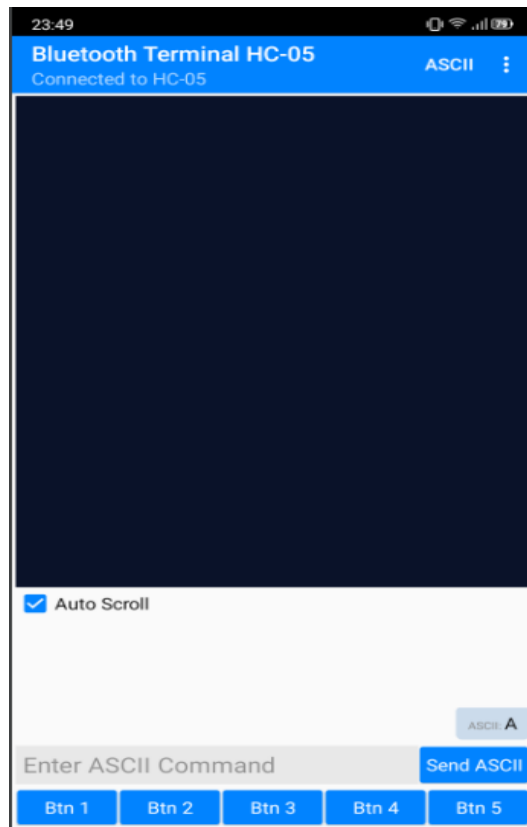 23:49
79
Bluetooth Terminal HC-05
Connected to HC-05
ASCII
Auto Scroll
ASCII: A
Enter ASCII Command
Send ASCII
Btn 1 Btn 2 Btn 3 Btn 4 Btn 5